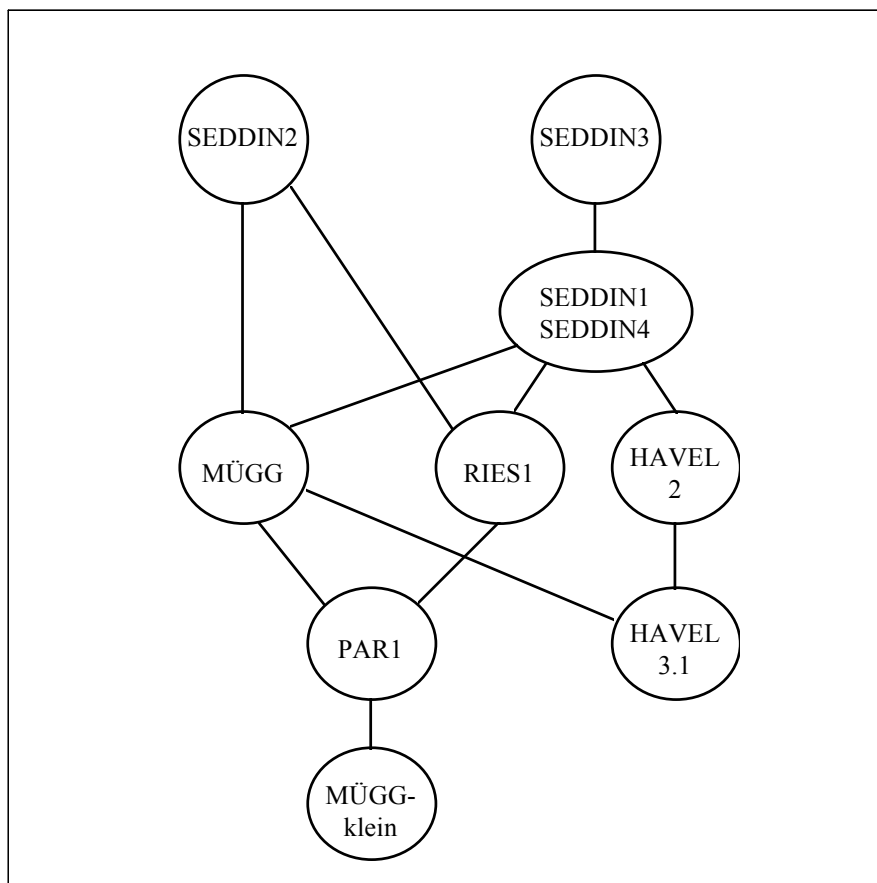 SEDDIN2
SEDDIN3
SEDDIN1
SEDDIN4
MÜGG
RIES1
HAVEL
2
PAR1
HAVEL
3.1
MÜGG-
klein